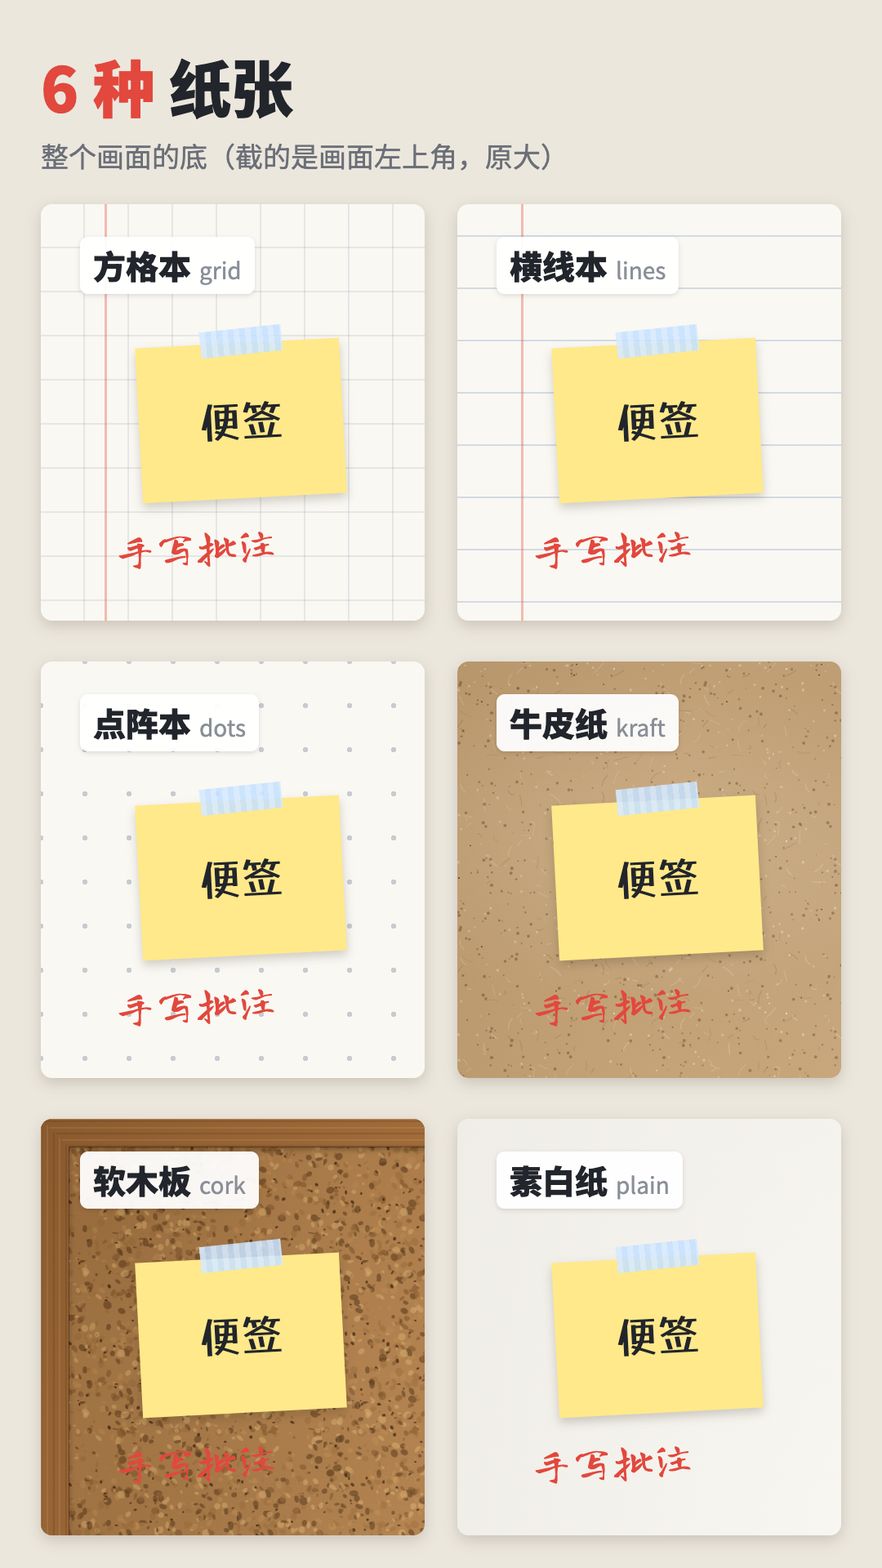 6 种 纸张
整个画面的底（截的是画面左上角，原大）
方格本 grid
便签
手写批注
横线本 lines
便签
手写批注
点阵本 dots
便签
手写批注
牛皮纸 kraft
便签
手写批注
软木板 cork
便签
手写批注
素白纸 plain
便签
手写批注